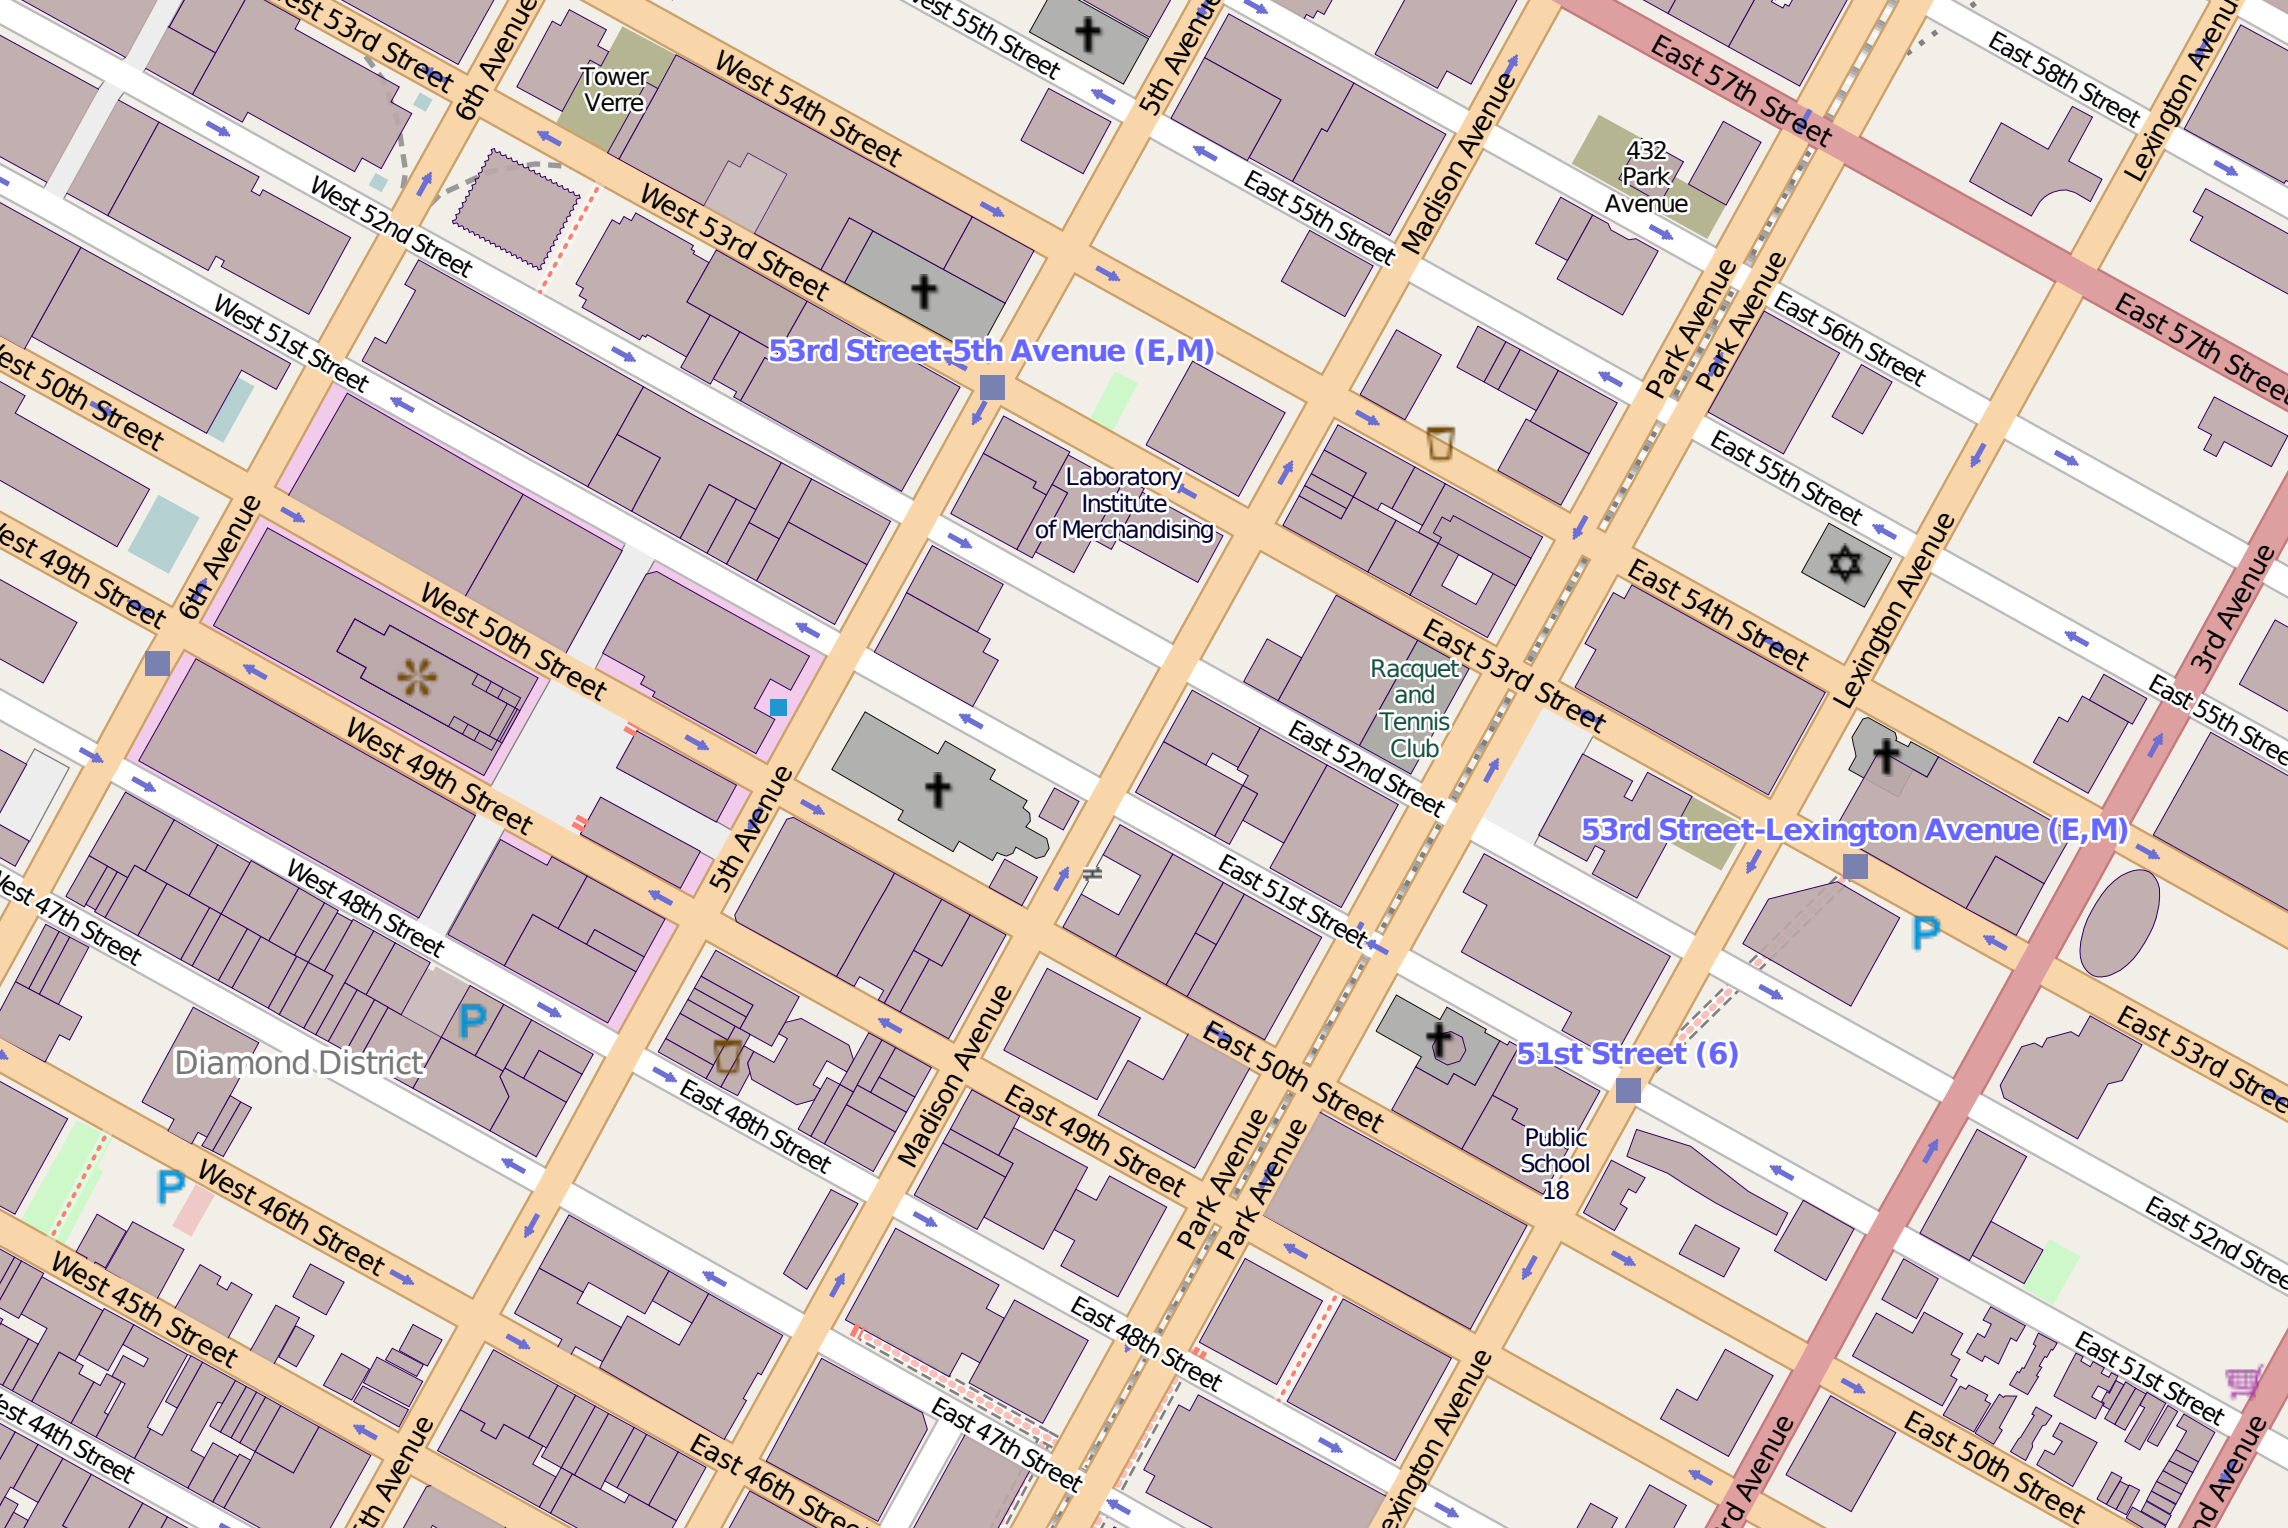 West 53rd Street
6th Avenue
Tower
Verre
West 54th Street
West 55th Street
5th Avenue
East 57th Street
East 58th Street
Lexington Avenue
432
Park
Avenue
Madison Avenue
East 55th Street
West 52nd Street
West 53rd Street
West 51st Street
53rd Street-5th Avenue (E,M)
Park Avenue
Park Avenue
East 56th Street
East 57th Street
West 50th Street
Laboratory
Institute
of Merchandising
East 55th Street
West 49th Street
6th Avenue
West 50th Street
East 54th Street
Lexington Avenue
3rd Avenue
East 53rd Street
Racquet
and
Tennis
Club
East 55th Street
East 52nd Street
West 49th Street
5th Avenue
53rd Street-Lexington Avenue (E,M)
West 48th Street
West 47th Street
East 51st Street
P
P
Diamond District
Madison Avenue
East 50th Street
51st Street (6)
East 53rd Street
East 48th Street
East 49th Street
Public
School
18
Park Avenue
Park Avenue
P
West 46th Street
East 52nd Street
West 45th Street
East 48th Street
East 51st Street
West 44th Street
5th Avenue
East 46th Street
East 47th Street
Lexington Avenue
3rd Avenue
East 50th Street
2nd Avenue